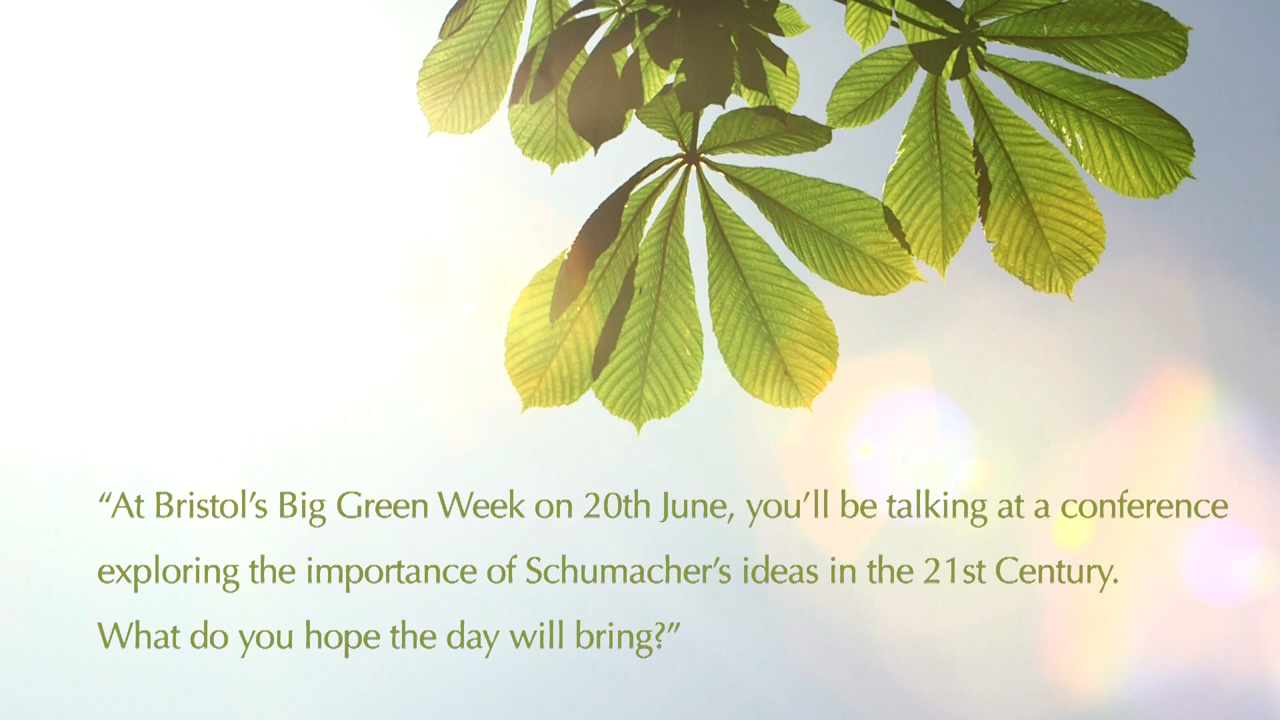 “At Bristol’s Big Green Week on 20th June, you’ll be talking at a conference
exploring the importance of Schumacher’s ideas in the 21st Century.
What do you hope the day will bring?”